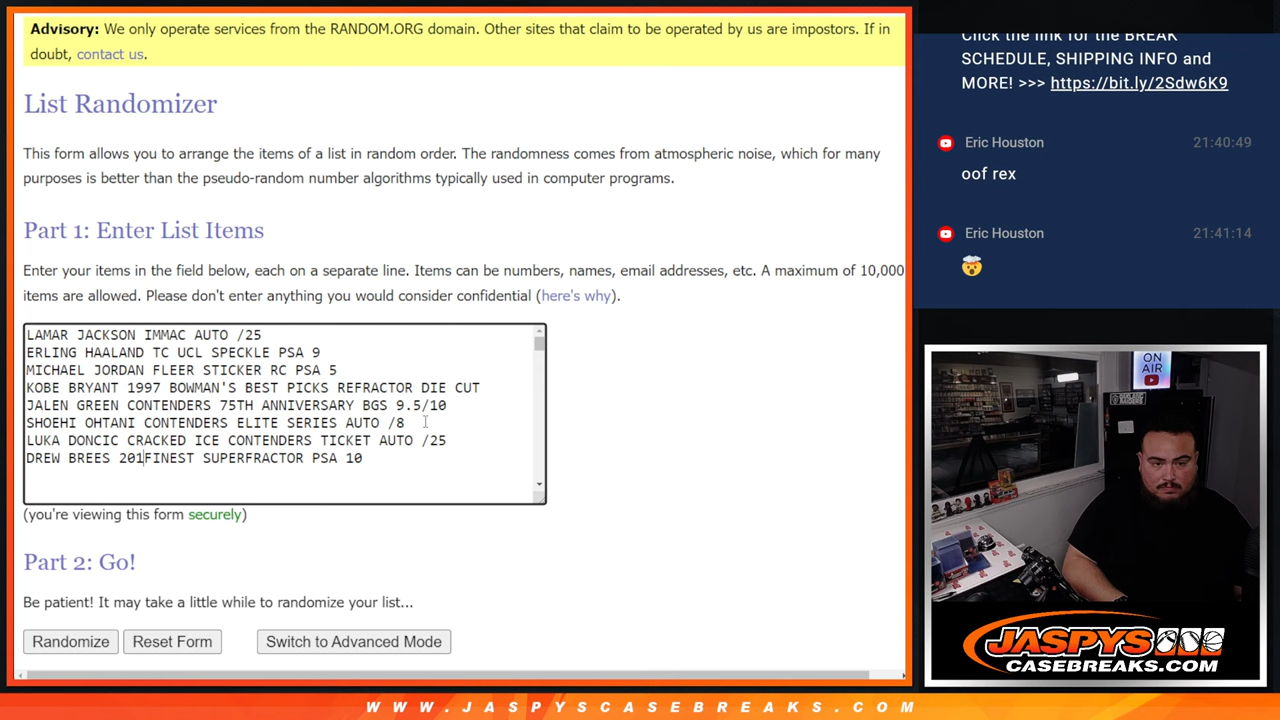 Advisory: We only operate services from the RANDOM.ORG domain. Other sites that claim to be operated by us are impostors. If in
doubt, contact us.
List Randomizer
This form allows you to arrange the items of a list in random order. The randomness comes from atmospheric noise, which for many
purposes is better than the pseudo-random number algorithms typically used in computer programs.
Part 1: Enter List Items
Enter your items in the field below, each on a separate line. Items can be numbers, names, email addresses, etc. A maximum of 10,000
items are allowed. Please don't enter anything you would consider confidential (here's why).
LAMAR JACKSON IMMAC AUTO /25
ERLING HAALAND TC UCL SPECKLE PSA 9
MICHAEL JORDAN FLEER STICKER RC PSA 5
KOBE BRYANT 1997 BOWMAN'S BEST PICKS REFRACTOR DIE CUT
JALEN GREEN CONTENDERS 75TH ANNIVERSARY BGS 9.5/10
SHOEHI OHTANI CONTENDERS ELITE SERIES AUTO /8
LUKA DONCIC CRACKED ICE CONTENDERS TICKET AUTO /25
DREW BREES 201FINEST SUPERFRACTOR PSA 10
(you're viewing this form securely)
Part 2: Go!
Be patient! It may take a little while to randomize your list...
Randomize
Reset Form
Switch to Advanced Mode
Click the link for the BREAK
SCHEDULE, SHIPPING INFO and
MORE! >>> https://bit.ly/2Sdw6K9
Eric Houston 21:40:49
oof rex
Eric Houston 21:41:14
🤯
ON
AIR
JASPYS
CASEBREAKS.COM
WWW.JASPYSCASEBREAKS.COM